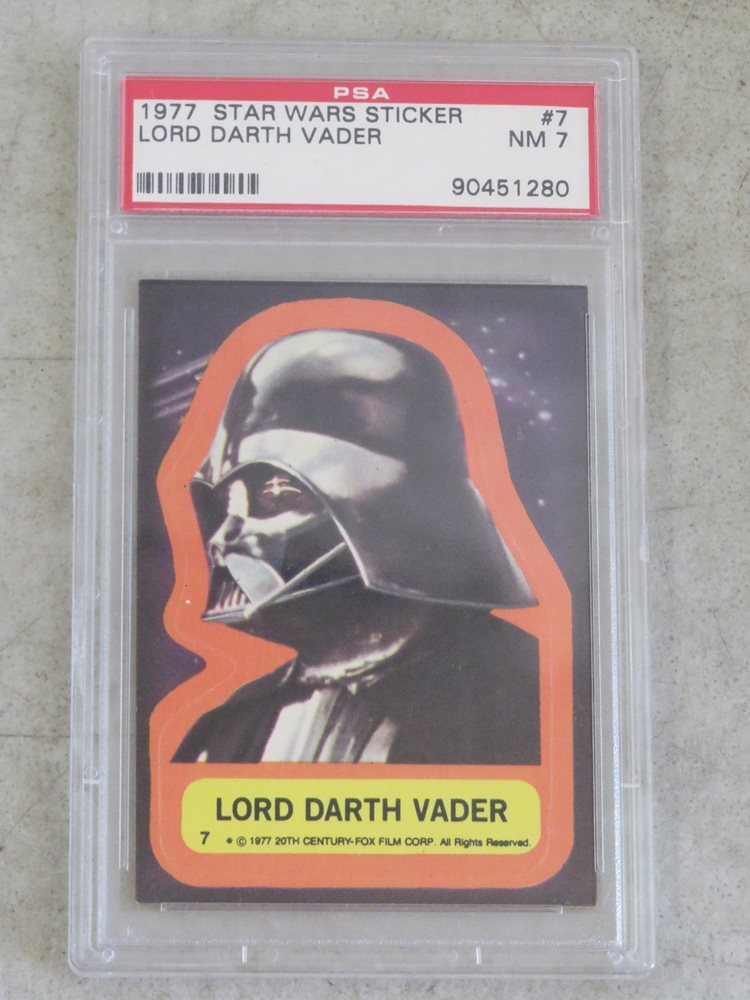 PSA
1977 STAR WARS STICKER #7
LORD DARTH VADER NM 7
90451280
LORD DARTH VADER
7 * © 1977 20TH CENTURY-FOX FILM CORP. All Rights Reserved.